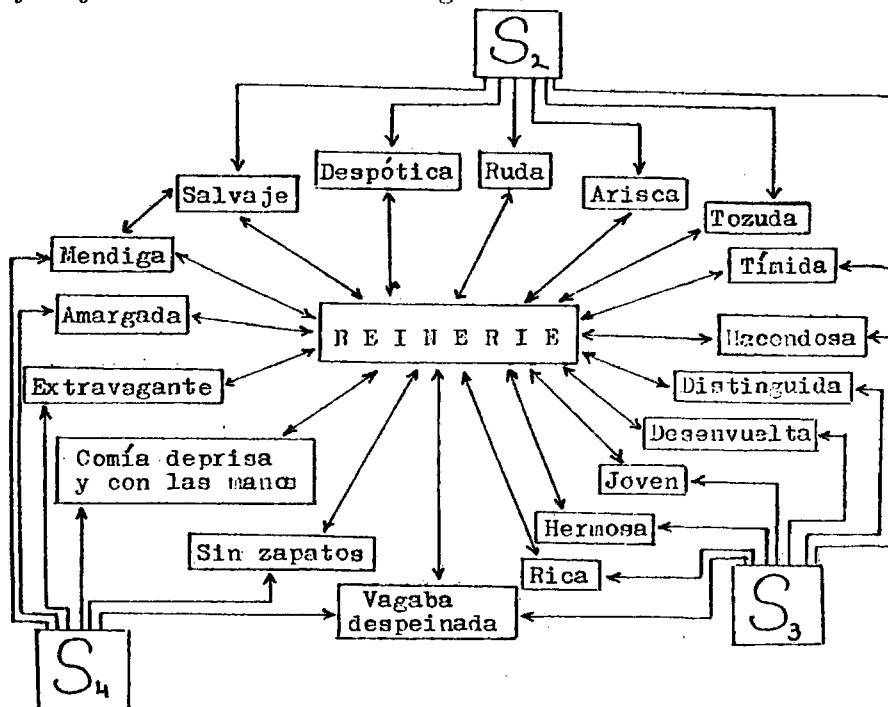 S₂
Despótica
Ruda
Salvaje
Arisca
Tozuda
Mendiga
Tímida
Amargada
R E I N E R I E
Hacendosa
Extravagante
Distinguida
Desenvuelta
Comía deprisa
y con las manos
Joven
Hermosa
Sin zapatos
Rica
Vagaba
despeinada
S₃
S₄